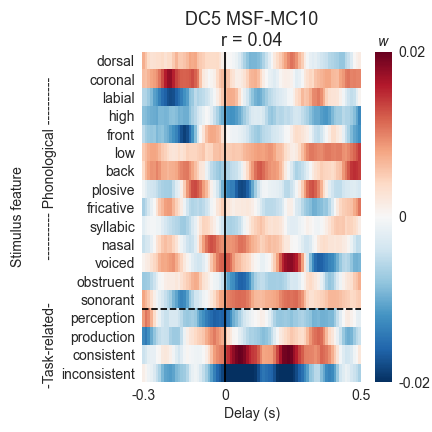 DC5 MSF-MC10
r = 0.04
w
dorsal
coronal
labial
high
front
low
back
plosive
fricative
syllabic
nasal
voiced
obstruent
sonorant
perception
production
consistent
inconsistent
Stimulus feature
-Task-related- ---------- Phonological ----------
0.02
0
-0.02
-0.3 0 0.5
Delay (s)